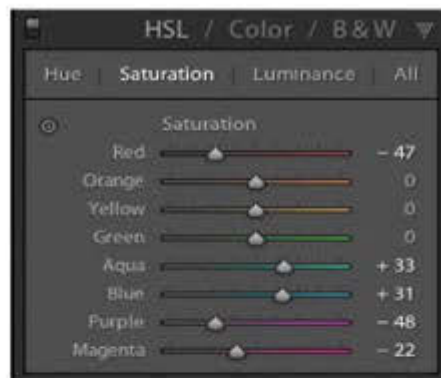 HSL / Color / B&W
Hue | Saturation | Luminance | All
Saturation
Red - 47
Orange 0
Yellow 0
Green 0
Aqua + 33
Blue + 31
Purple - 48
Magenta - 22